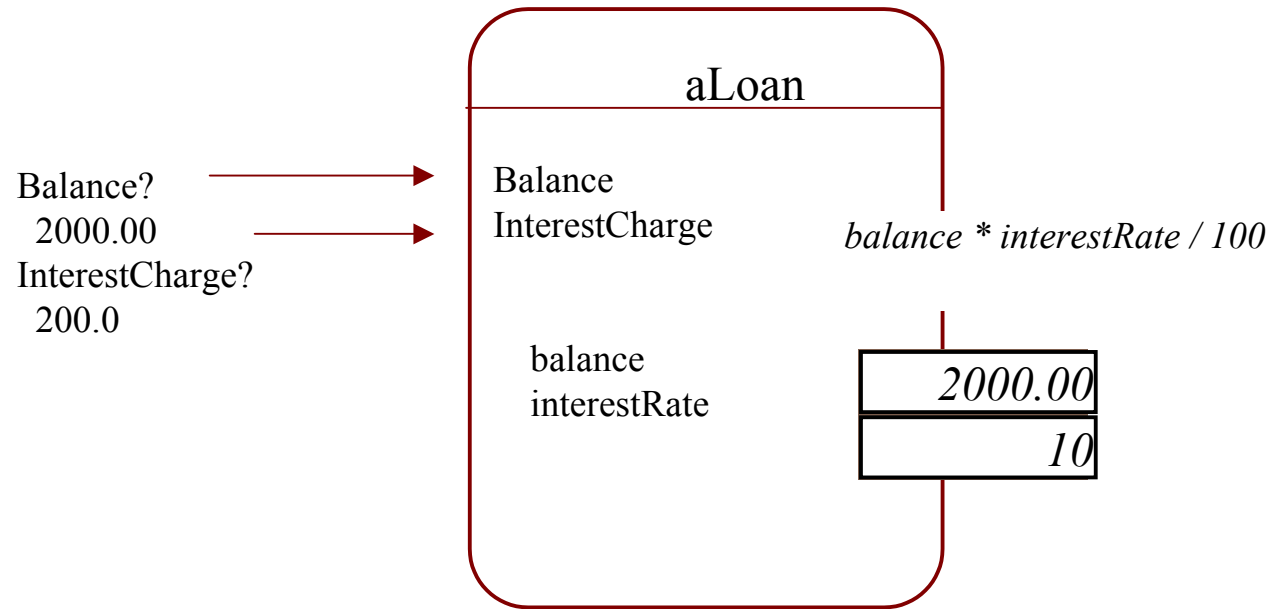 aLoan
Balance?
2000.00
InterestCharge?
200.0
Balance
InterestCharge
balance * interestRate / 100
balance
interestRate
2000.00
10